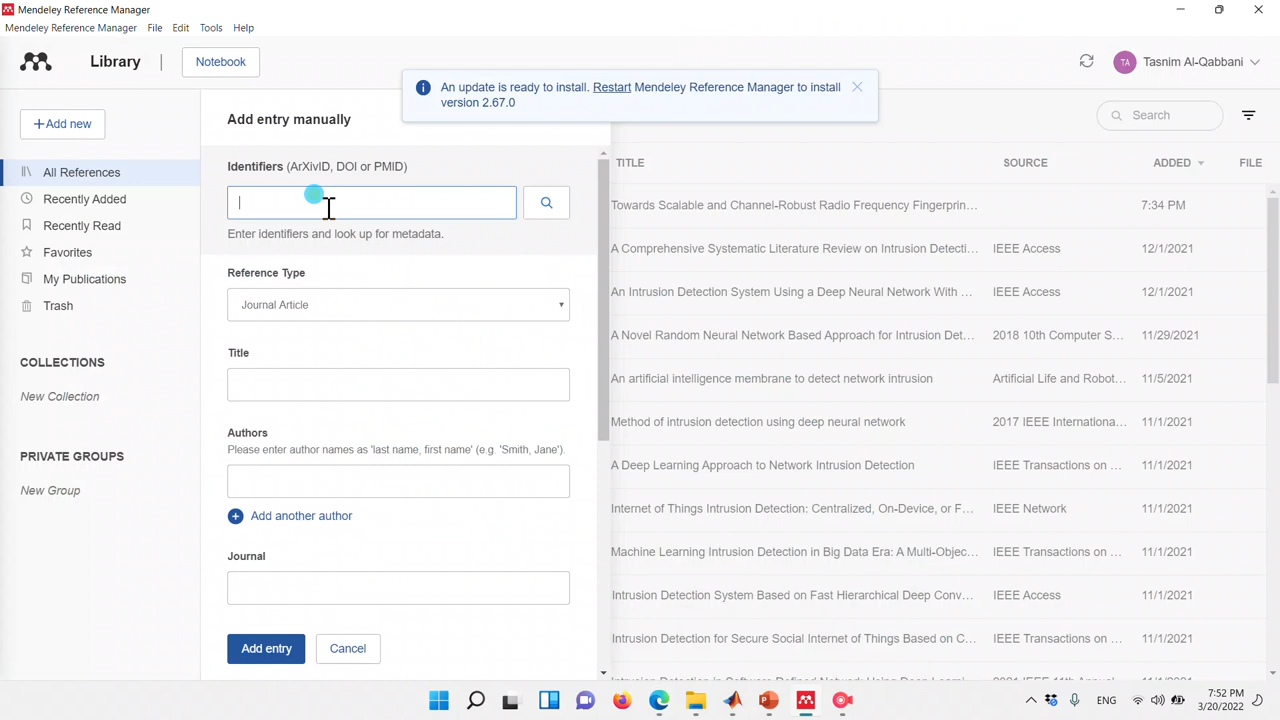 Mendeley Reference Manager
Mendeley Reference Manager File Edit Tools Help
Library | Notebook
TA Tasnim Al-Qabbani
An update is ready to install. Restart Mendeley Reference Manager to install
version 2.67.0
+Add new
All References
Recently Added
Recently Read
Favorites
My Publications
Trash
COLLECTIONS
New Collection
PRIVATE GROUPS
New Group
Add entry manually
Identifiers (ArXivID, DOI or PMID)
Enter identifiers and look up for metadata.
Reference Type
Journal Article
Title
Authors
Please enter author names as 'last name, first name' (e.g. 'Smith, Jane').
Add another author
Journal
Add entry Cancel
Search
TITLE SOURCE ADDED FILE
Towards Scalable and Channel-Robust Radio Frequency Fingerprin... 7:34 PM
A Comprehensive Systematic Literature Review on Intrusion Detecti... IEEE Access 12/1/2021
An Intrusion Detection System Using a Deep Neural Network With ... IEEE Access 12/1/2021
A Novel Random Neural Network Based Approach for Intrusion Det... 2018 10th Computer S... 11/29/2021
An artificial intelligence membrane to detect network intrusion Artificial Life and Robot... 11/5/2021
Method of intrusion detection using deep neural network 2017 IEEE Internationa... 11/1/2021
A Deep Learning Approach to Network Intrusion Detection IEEE Transactions on ... 11/1/2021
Internet of Things Intrusion Detection: Centralized, On-Device, or F... IEEE Network 11/1/2021
Machine Learning Intrusion Detection in Big Data Era: A Multi-Objec... IEEE Transactions on ... 11/1/2021
Intrusion Detection System Based on Fast Hierarchical Deep Conv... IEEE Access 11/1/2021
Intrusion Detection for Secure Social Internet of Things Based on C... IEEE Transactions on ... 11/1/2021
ENG 7:52 PM
3/20/2022